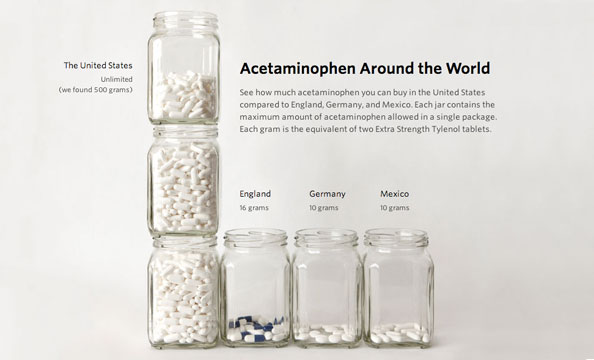 The United States
Unlimited
(we found 500 grams)
Acetaminophen Around the World
See how much acetaminophen you can buy in the United States
compared to England, Germany, and Mexico. Each jar contains the
maximum amount of acetaminophen allowed in a single package.
Each gram is the equivalent of two Extra Strength Tylenol tablets.
England
16 grams
Germany
10 grams
Mexico
10 grams